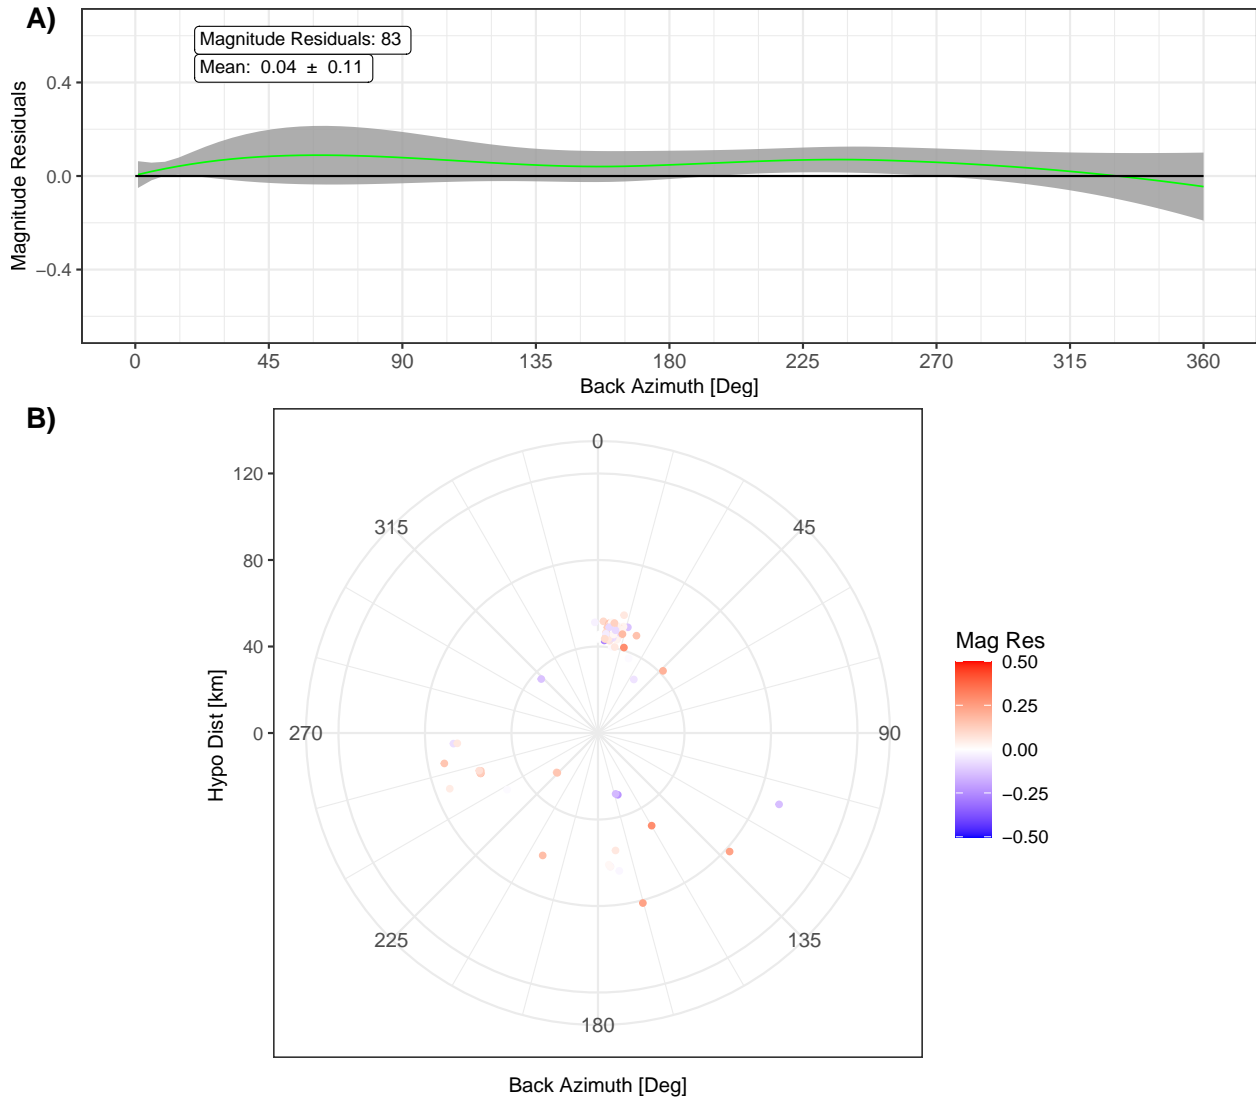 A)
Magnitude Residuals: 83
Mean:  0.04  ±  0.11
Magnitude Residuals
0.4
0.0
−0.4
0 45 90 135 180 225 270 315 360
Back Azimuth [Deg]
B)
Hypo Dist [km]
120
80
40
0
0
45
90
135
180
225
270
315
Back Azimuth [Deg]
Mag Res
0.50
0.25
0.00
−0.25
−0.50